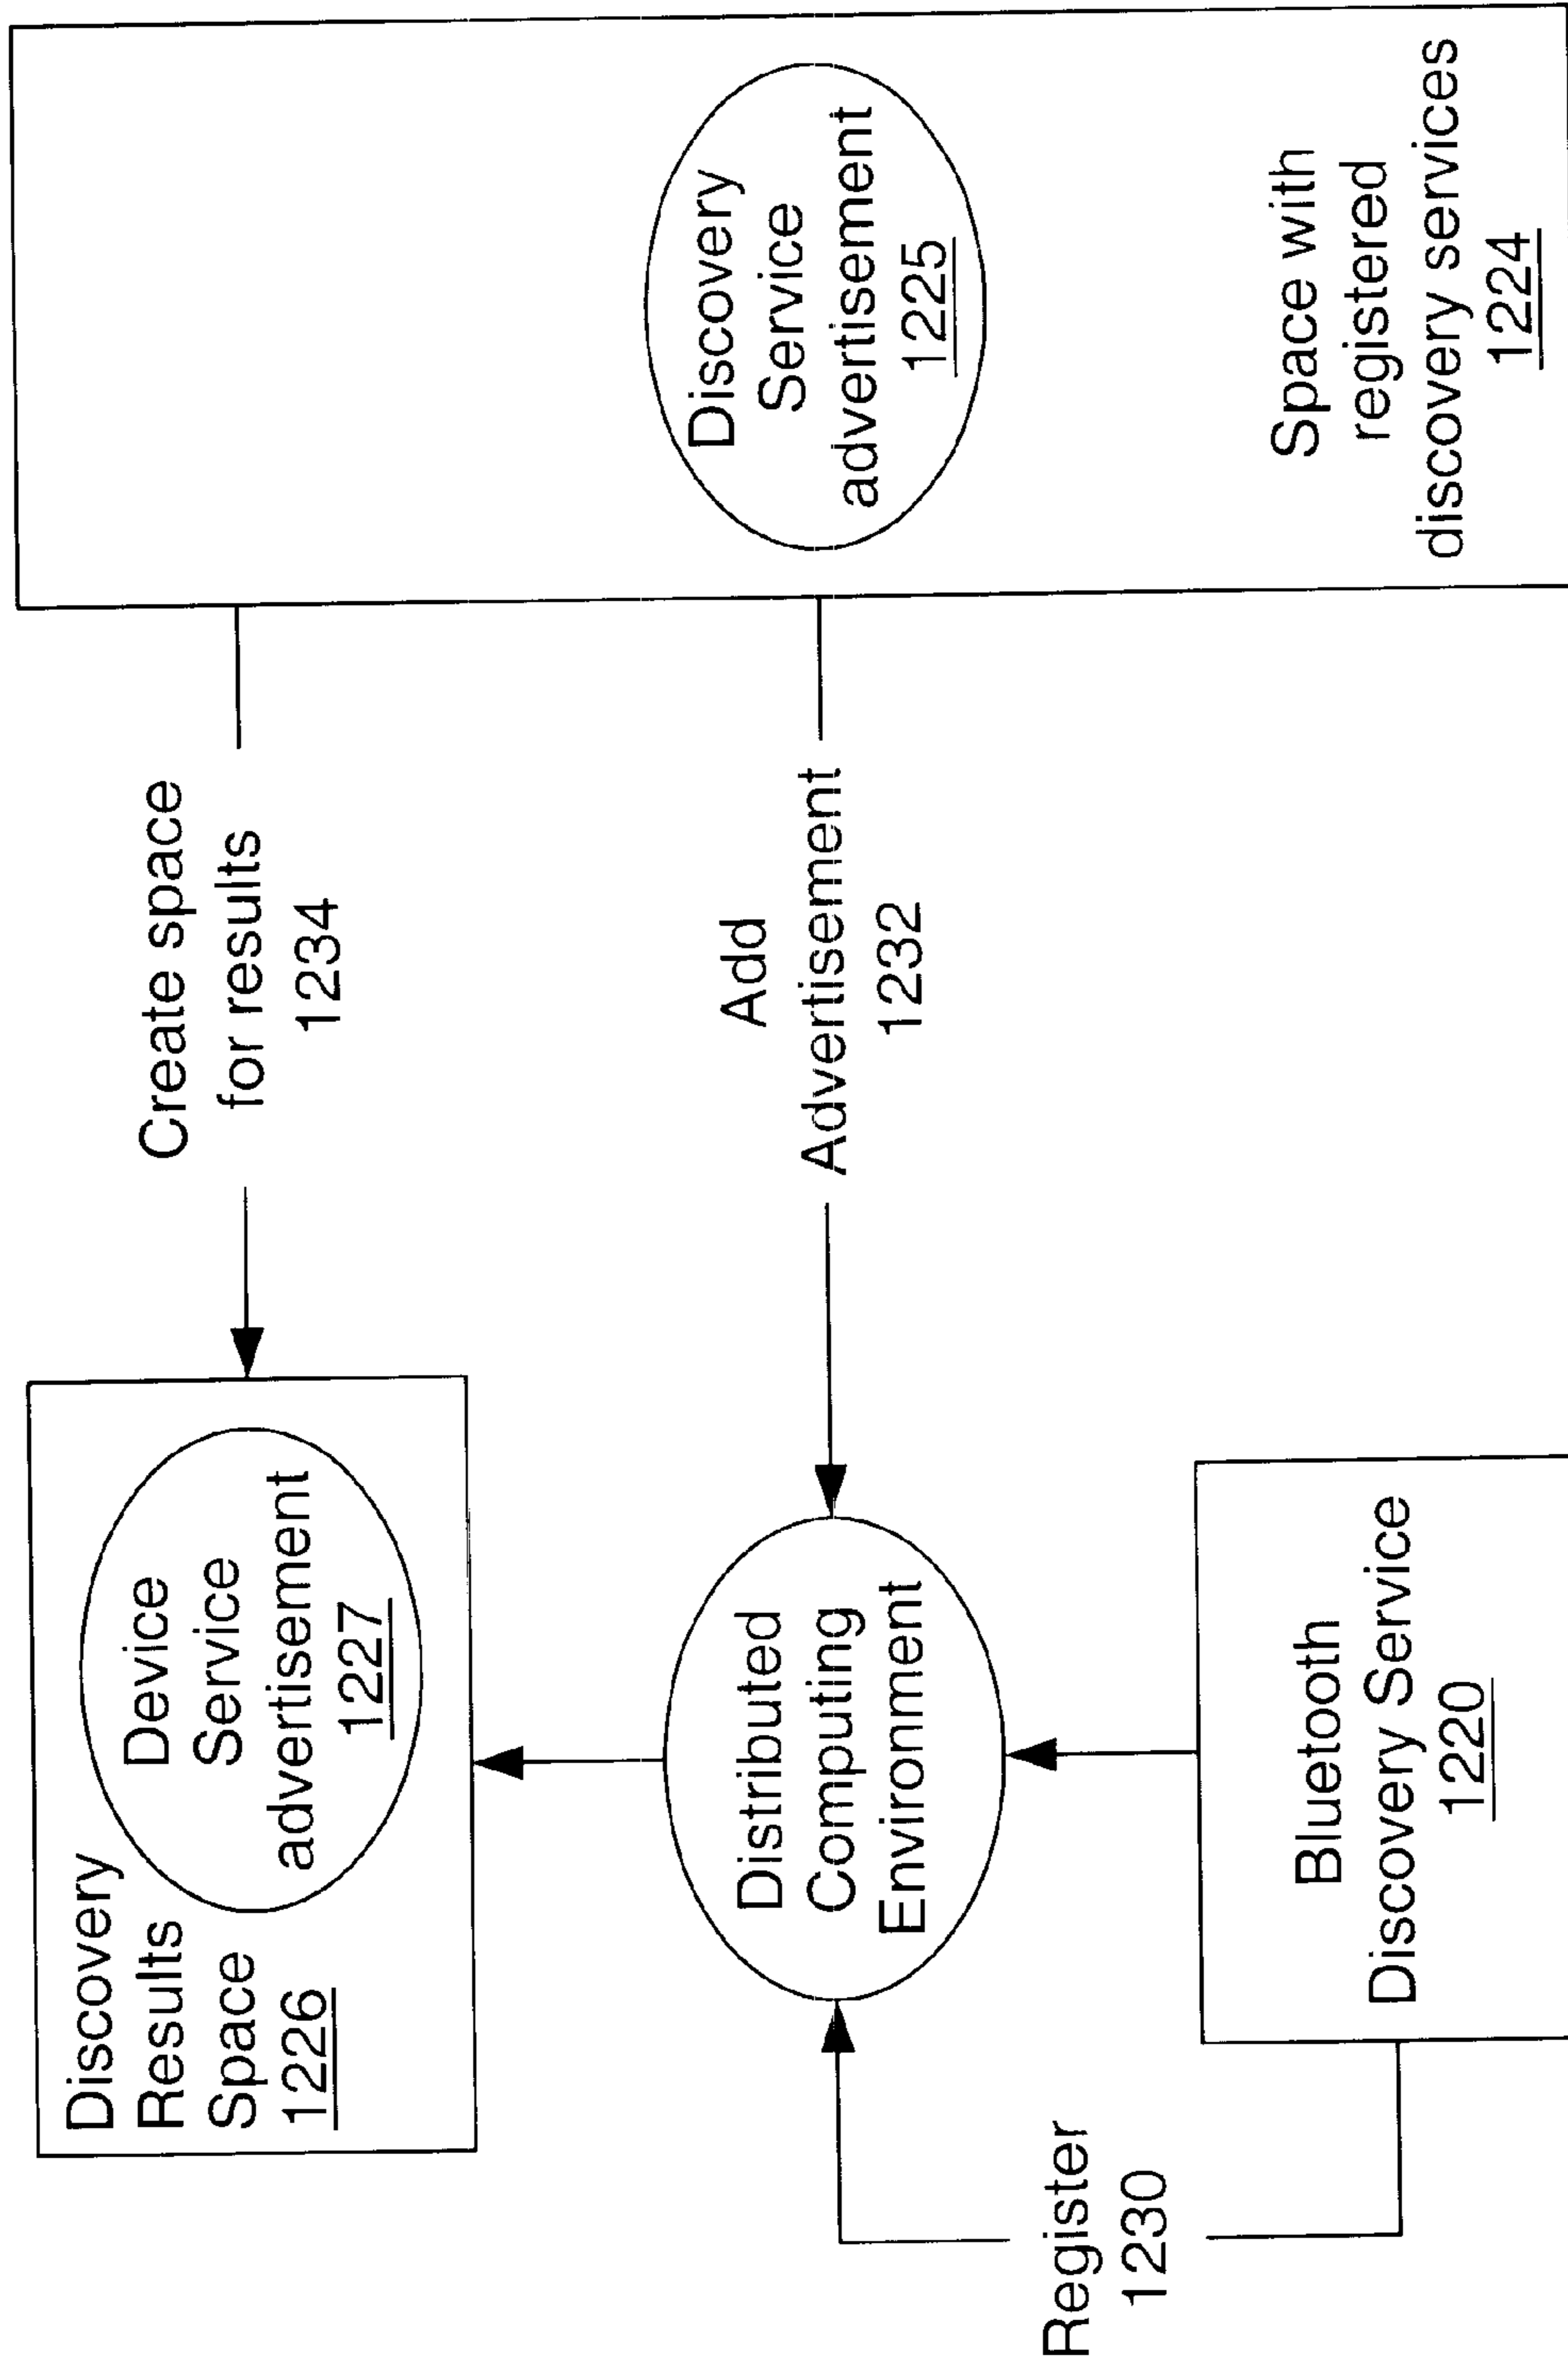 Discovery
Results
Space
1226
Device
Service
advertisement
1227
Create space
for results
1234
Distributed
Computing
Environment
Add
Advertisement
1232
Discovery
Service
advertisement
1225
Register
1230
Bluetooth
Discovery Service
1220
Space with
registered
discovery services
1224